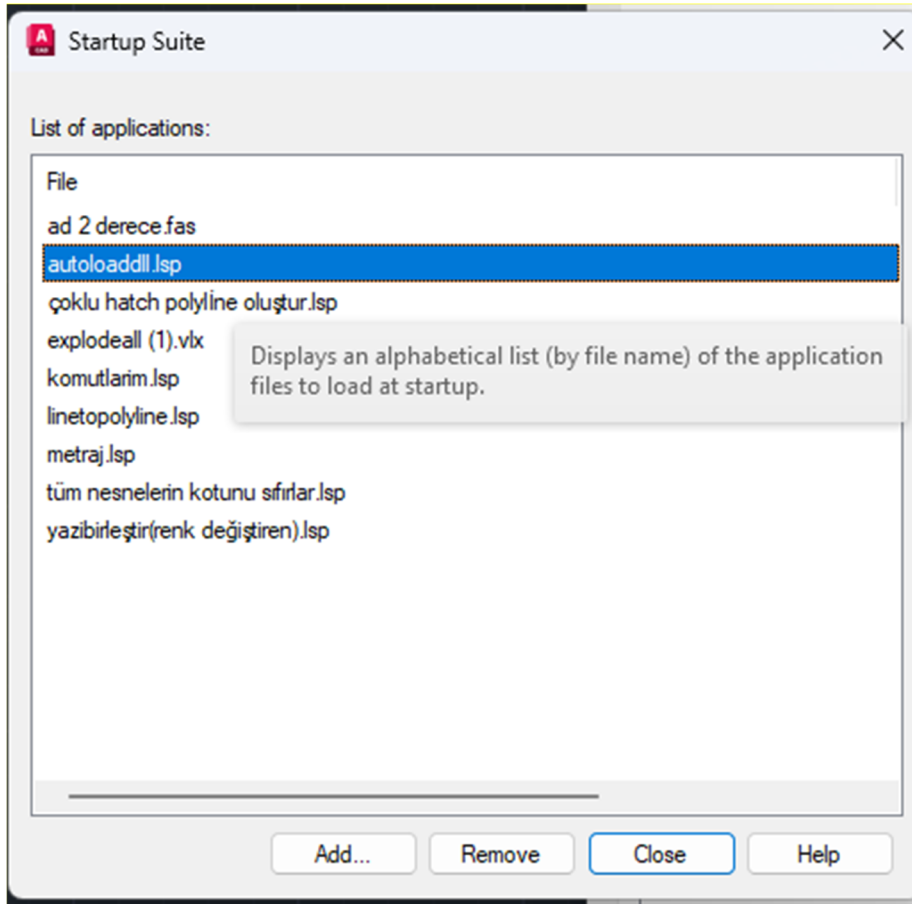 A
CAD
Startup Suite
List of applications:
File
ad 2 derece.fas
autoloaddll.lsp
çoklu hatch polyline oluştur.lsp
explodeall (1).vlx
Displays an alphabetical list (by file name) of the application
files to load at startup.
komutlarim.lsp
linetopolyline.lsp
metraj.lsp
tüm nesnelerin kotunu sıfırlar.lsp
yazibirleştir(renk değiştiren).lsp
Add...
Remove
Close
Help